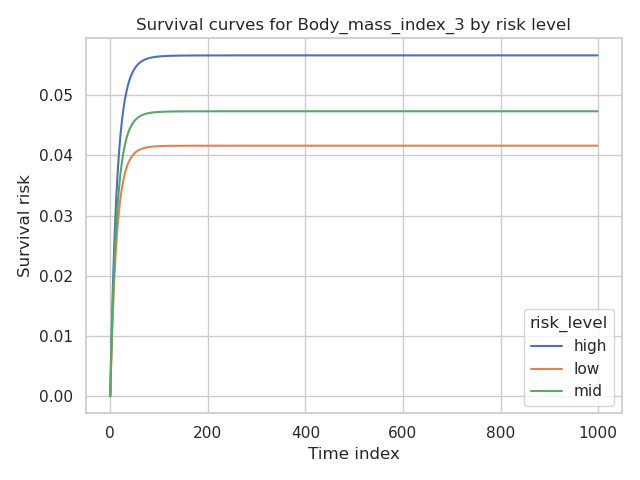 Survival curves for Body_mass_index_3 by risk level
Survival risk
0.05
0.04
0.03
0.02
0.01
0.00
risk_level
high
low
mid
0 200 400 600 800 1000
Time index